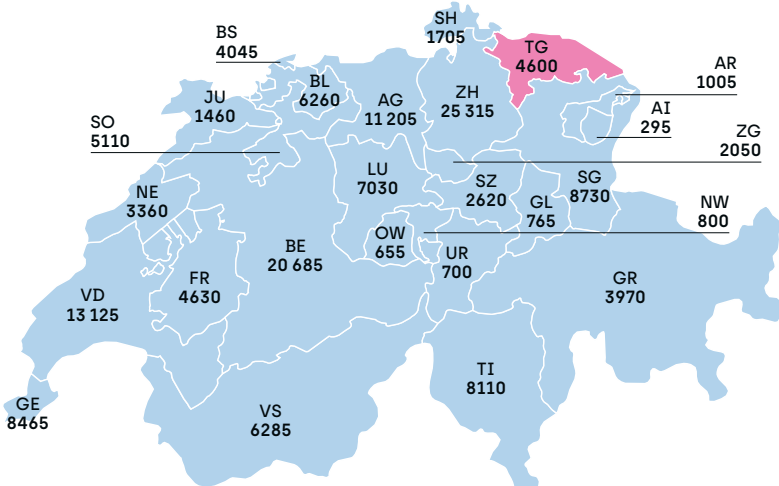 SH
1705
BS
4045
TG
4600
AR
1005
BL
6260
ZH
25 315
JU
1460
AG
11 205
AI
295
SO
5110
ZG
2050
LU
7030
SZ
2620
SG
8730
NE
3360
GL
765
NW
800
OW
655
BE
20 685
UR
700
FR
4630
GR
3970
VD
13 125
TI
8110
GE
8465
VS
6285